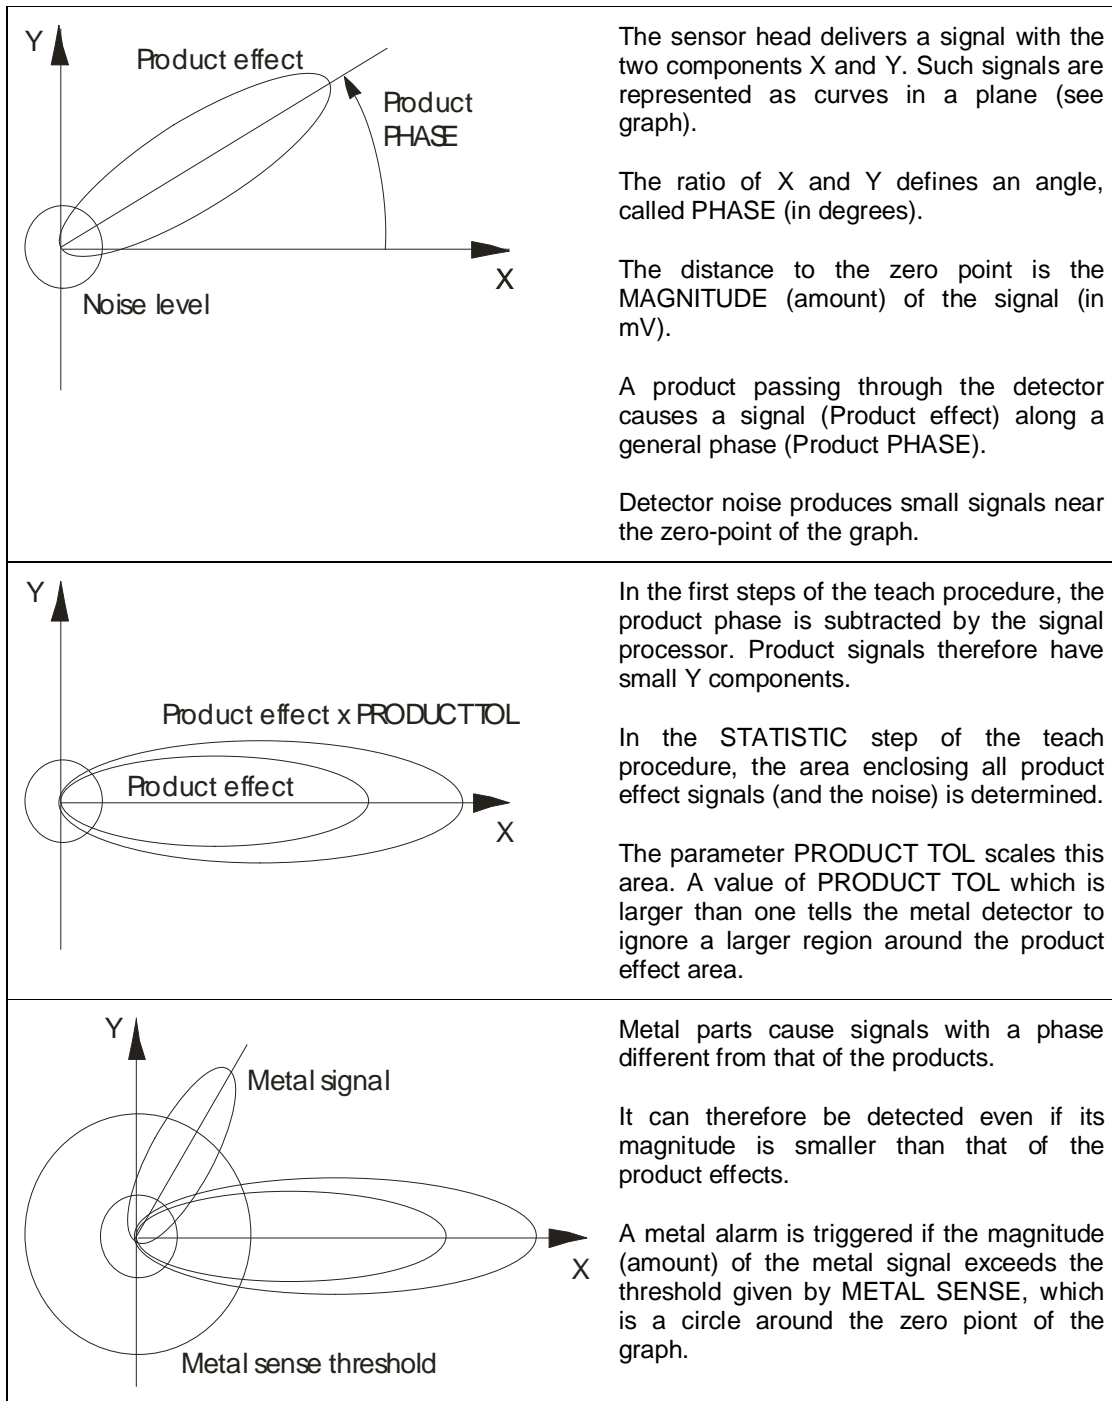 Y
Product effect
Product
PHASE
X
Noise level
The sensor head delivers a signal with the
two components X and Y. Such signals are
represented as curves in a plane (see
graph).
The ratio of X and Y defines an angle,
called PHASE (in degrees).
The distance to the zero point is the
MAGNITUDE (amount) of the signal (in
mV).
A product passing through the detector
causes a signal (Product effect) along a
general phase (Product PHASE).
Detector noise produces small signals near
the zero-point of the graph.
Y
Product effect x PRODUCT TOL
Product effect
X
In the first steps of the teach procedure, the
product phase is subtracted by the signal
processor. Product signals therefore have
small Y components.
In the STATISTIC step of the teach
procedure, the area enclosing all product
effect signals (and the noise) is determined.
The parameter PRODUCT TOL scales this
area. A value of PRODUCT TOL which is
larger than one tells the metal detector to
ignore a larger region around the product
effect area.
Y
Metal signal
X
Metal sense threshold
Metal parts cause signals with a phase
different from that of the products.
It can therefore be detected even if its
magnitude is smaller than that of the
product effects.
A metal alarm is triggered if the magnitude
(amount) of the metal signal exceeds the
threshold given by METAL SENSE, which
is a circle around the zero piont of the
graph.